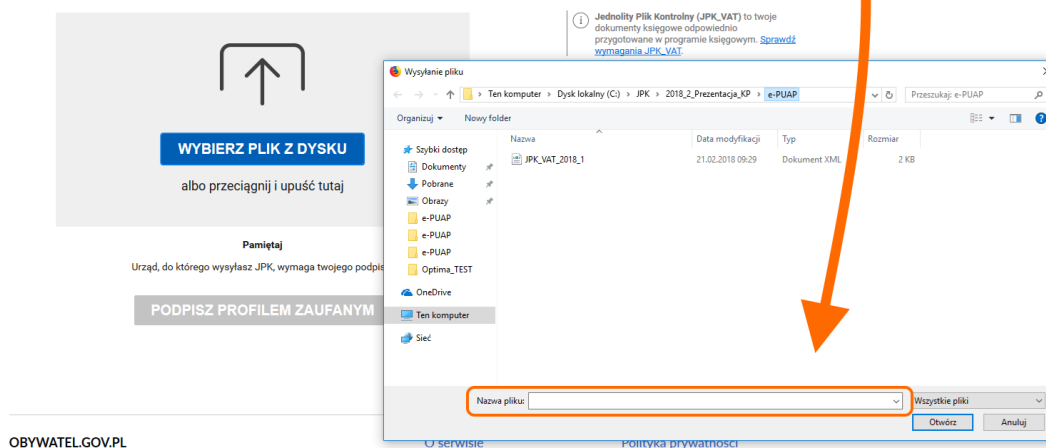 Jednolity Plik Kontrolny (JPK_VAT) to twoje
dokumenty księgowe odpowiednio
przygotowane w programie księgowym. Sprawdź
wymagania JPK_VAT.
WYBIERZ PLIK Z DYSKU
albo przeciągnij i upuść tutaj
Pamiętaj
Urząd, do którego wysyłasz JPK, wymaga twojego podpis
PODPISZ PROFILEM ZAUFANYM
Wysyłanie pliku
Ten komputer > Dysk lokalny (C:) > JPK > 2018_2_Prezentacja_KP > e-PUAP
Przeszukaj: e-PUAP
Organizuj
Nowy folder
Nazwa
Data modyfikacji
Typ
Rozmiar
JPK_VAT_2018_1
21.02.2018 09:29
Dokument XML
2 KB
Szybki dostęp
Dokumenty
Pobrane
Obrazy
e-PUAP
e-PUAP
e-PUAP
Optima_TEST
OneDrive
Ten komputer
Sieć
Nazwa pliku:
Wszystkie pliki
Otwórz
Anuluj
OBYWATEL.GOV.PL
O serwisie
Polityka prywatności